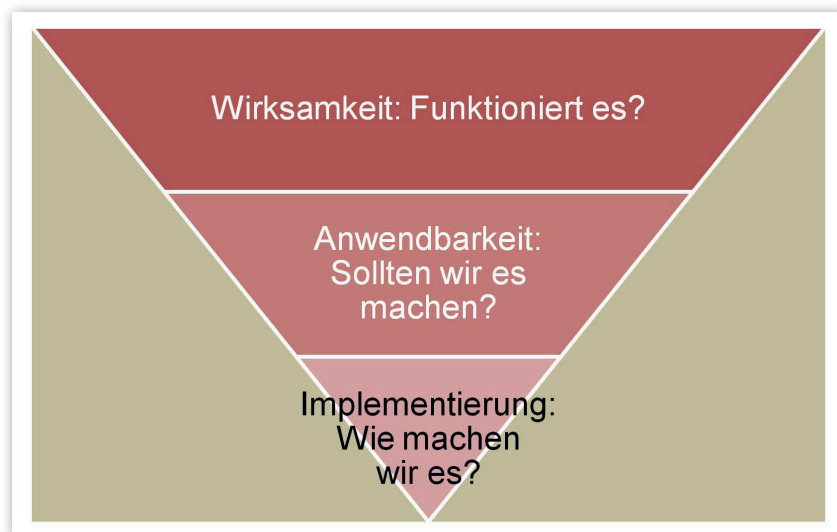 Wirksamkeit: Funktioniert es?
Anwendbarkeit:
Sollten wir es
machen?
Implementierung:
Wie machen
wir es?